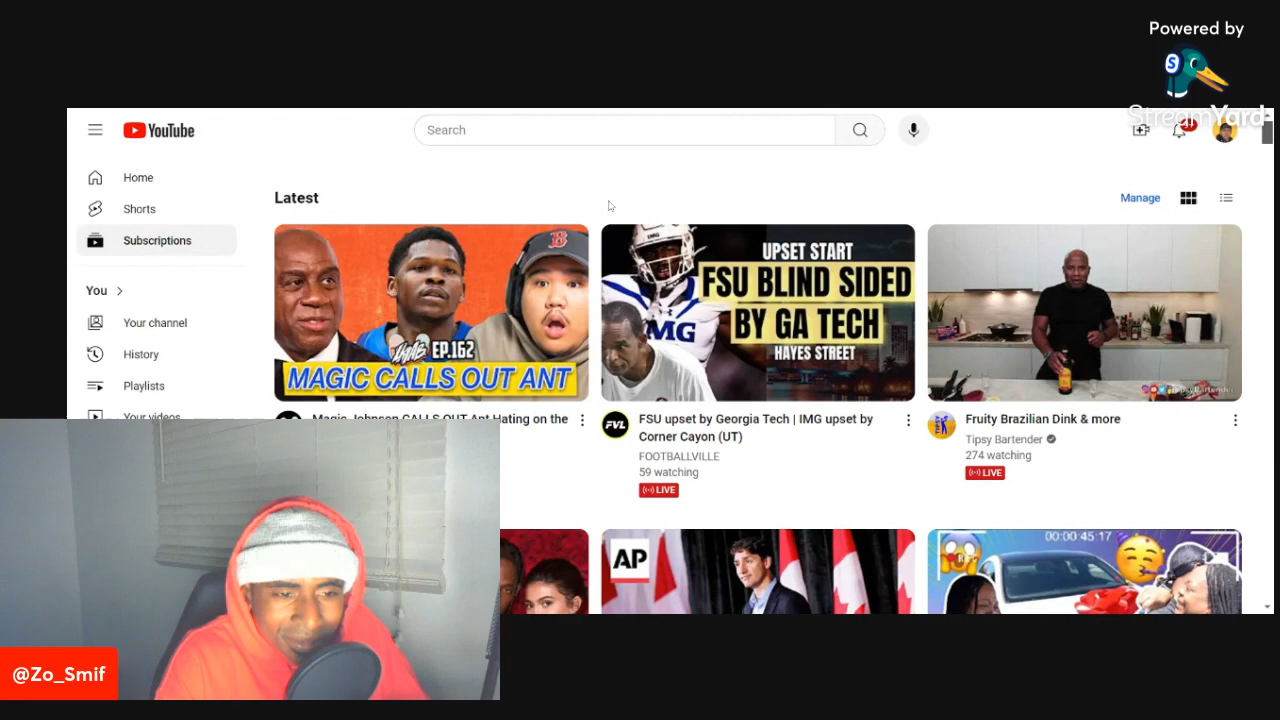 Powered by
StreamYard
YouTube
Search
Home
Shorts
Subscriptions
You
Your channel
History
Playlists
Your videos
Latest
Manage
B
EP.162
MAGIC CALLS OUT ANT
Magic Johnson CALLS OUT Ant Hating on the
UPSET START
FSU BLIND SIDED
BY GA TECH
HAYES STREET
IMG
FVL
FSU upset by Georgia Tech | IMG upset by
Corner Cayon (UT)
FOOTBALLVILLE
59 watching
LIVE
TIPSY
Fruity Brazilian Dink & more
Tipsy Bartender
274 watching
LIVE
AP
00:00:45:17
@Zo_Smif